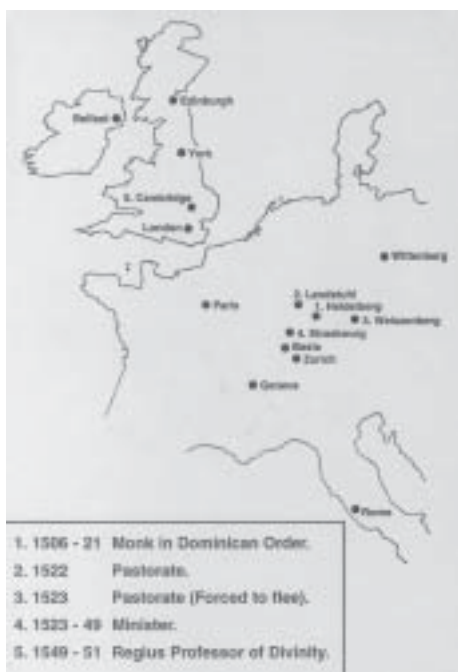 Edinburgh
Belfast
York
5. Cambridge
London
Wittenberg
2. Landstuhl
Paris
1. Heidelberg
3. Weissenberg
4. Strasbourg
Basle
Zurich
Geneva
Rome
1. 1506 - 21 Monk in Dominican Order.
2. 1522 Pastorate.
3. 1523 Pastorate (Forced to flee).
4. 1523 - 49 Minister.
5. 1549 - 51 Regius Professor of Divinity.